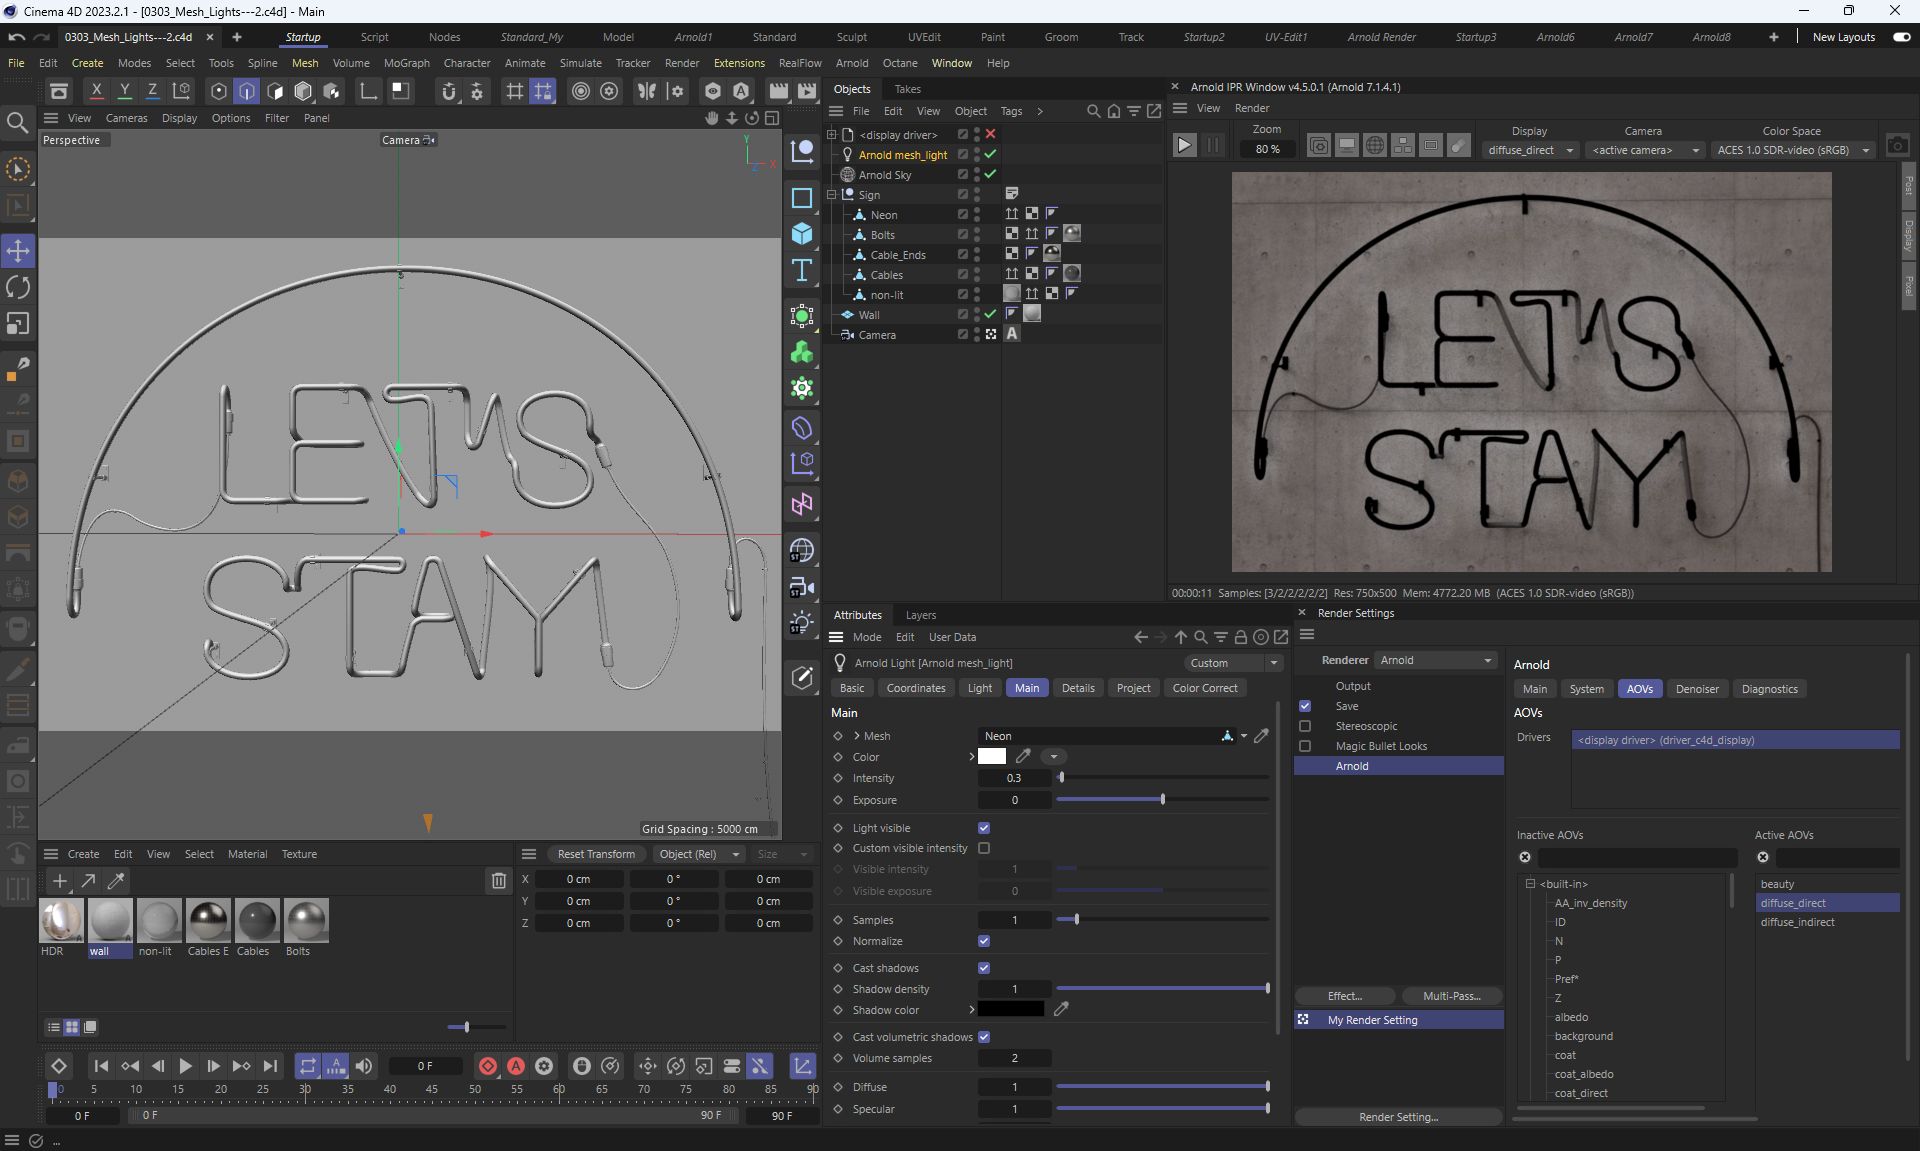 Cinema 4D 2023.2.1 - [0303_Mesh_Lights---2.c4d] - Main
0303_Mesh_Lights---2.c4d
Startup Script Nodes Standard_My Model Arnold1 Standard Sculpt UVEdit Paint Groom Track Startup2 UV-Edit1 Arnold Render Startup3 Arnold6 Arnold7 Arnold8 New Layouts
File Edit Create Modes Select Tools Spline Mesh Volume MoGraph Character Animate Simulate Tracker Render Extensions RealFlow Arnold Octane Window Help
X Y Z
View Cameras Display Options Filter Panel
Perspective
Camera
Y
X
LET'S
STAY
Grid Spacing : 5000 cm
Objects Takes
File Edit View Object Tags
<display driver>
Arnold mesh_light
Arnold Sky
Sign
Neon
Bolts
Cable_Ends
Cables
non-lit
Wall
Camera
Arnold IPR Window v4.5.0.1 (Arnold 7.1.4.1)
View Render
Zoom
80 %
Display
diffuse_direct
Camera
<active camera>
Color Space
ACES 1.0 SDR-video (sRGB)
Post
Display
Pixel
LET'S
STAY
00:00:11 Samples: [3/2/2/2/2/2] Res: 750x500 Mem: 4772.20 MB (ACES 1.0 SDR-video (sRGB))
Attributes Layers
Mode Edit User Data
Arnold Light [Arnold mesh_light]
Custom
Basic Coordinates Light Main Details Project Color Correct
Main
Mesh Neon
Color
Intensity 0.3
Exposure 0
Light visible
Custom visible intensity
Visible intensity 1
Visible exposure 0
Samples 1
Normalize
Cast shadows
Shadow density 1
Shadow color
Cast volumetric shadows
Volume samples 2
Diffuse 1
Specular 1
Render Settings
Renderer Arnold
Output
Save
Stereoscopic
Magic Bullet Looks
Arnold
Effect... Multi-Pass...
My Render Setting
Render Setting...
Arnold
Main System AOVs Denoiser Diagnostics
AOVs
Drivers <display driver> (driver_c4d_display)
Inactive AOVs
Active AOVs
<built-in>
AA_inv_density
ID
N
P
Pref*
Z
albedo
background
coat
coat_albedo
coat_direct
beauty
diffuse_direct
diffuse_indirect
Create Edit View Select Material Texture
HDR wall non-lit Cables E Cables Bolts
Reset Transform Object (Rel) Size
X 0 cm 0 ° 0 cm
Y 0 cm 0 ° 0 cm
Z 0 cm 0 ° 0 cm
0 F
0 5 10 15 20 25 30 35 40 45 50 55 60 65 70 75 80 85 90
0 F 0 F 90 F 90 F
...